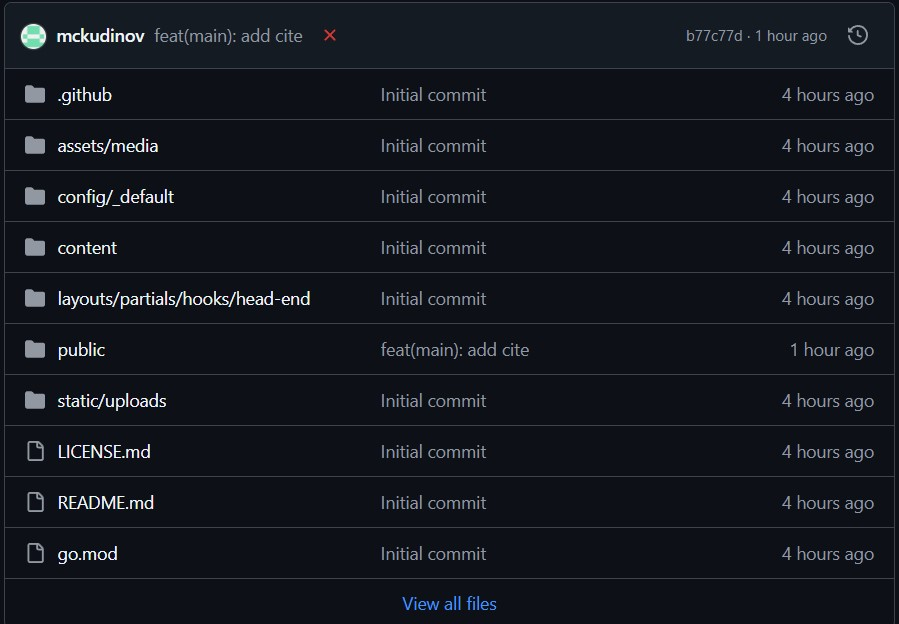 mckudinov feat(main): add cite b77c77d · 1 hour ago
.github Initial commit 4 hours ago
assets/media Initial commit 4 hours ago
config/_default Initial commit 4 hours ago
content Initial commit 4 hours ago
layouts/partials/hooks/head-end Initial commit 4 hours ago
public feat(main): add cite 1 hour ago
static/uploads Initial commit 4 hours ago
LICENSE.md Initial commit 4 hours ago
README.md Initial commit 4 hours ago
go.mod Initial commit 4 hours ago
View all files